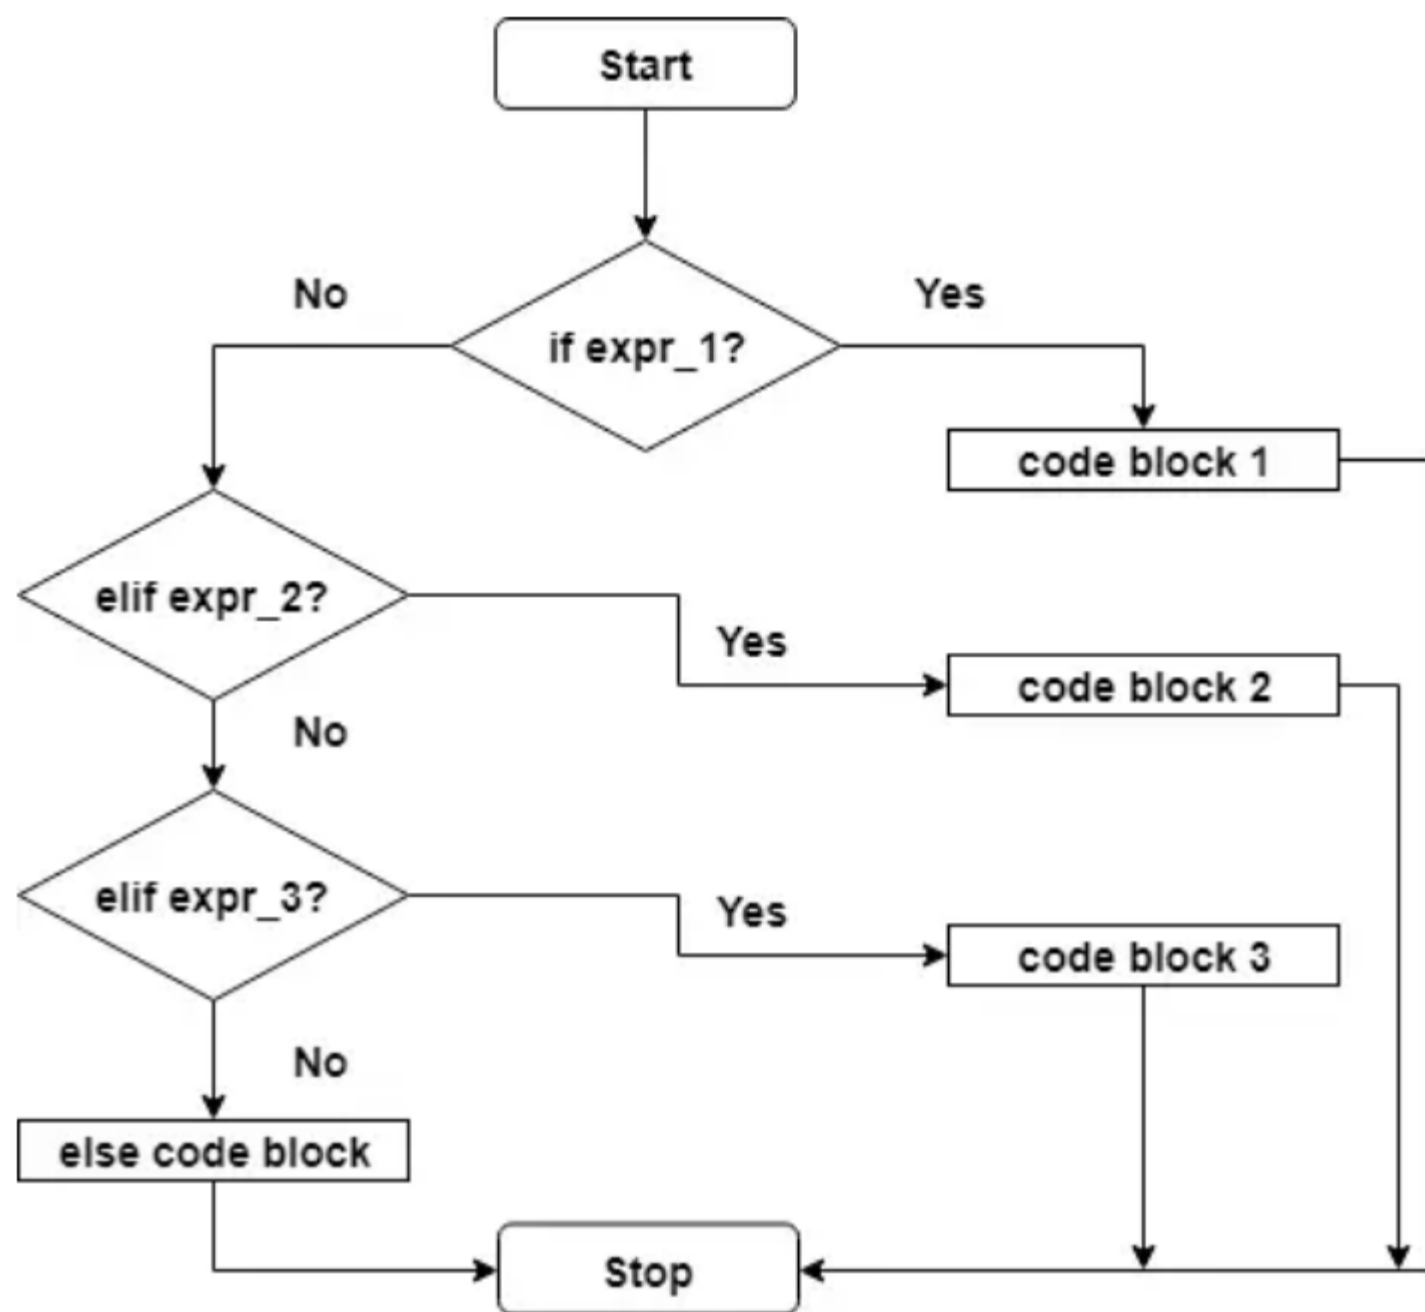 Start
No
Yes
if expr_1?
code block 1
elif expr_2?
Yes
code block 2
No
elif expr_3?
Yes
code block 3
No
else code block
Stop